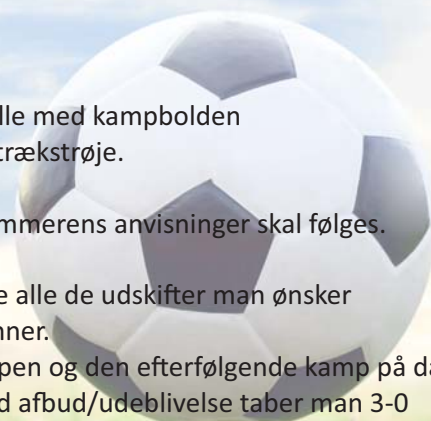 lle med kampbolden
trækstrøje.
mmerens anvisninger skal følges.
e alle de udskifter man ønsker
nner.
pen og den efterfølgende kamp på da
d afbud/udeblivelse taber man 3-0